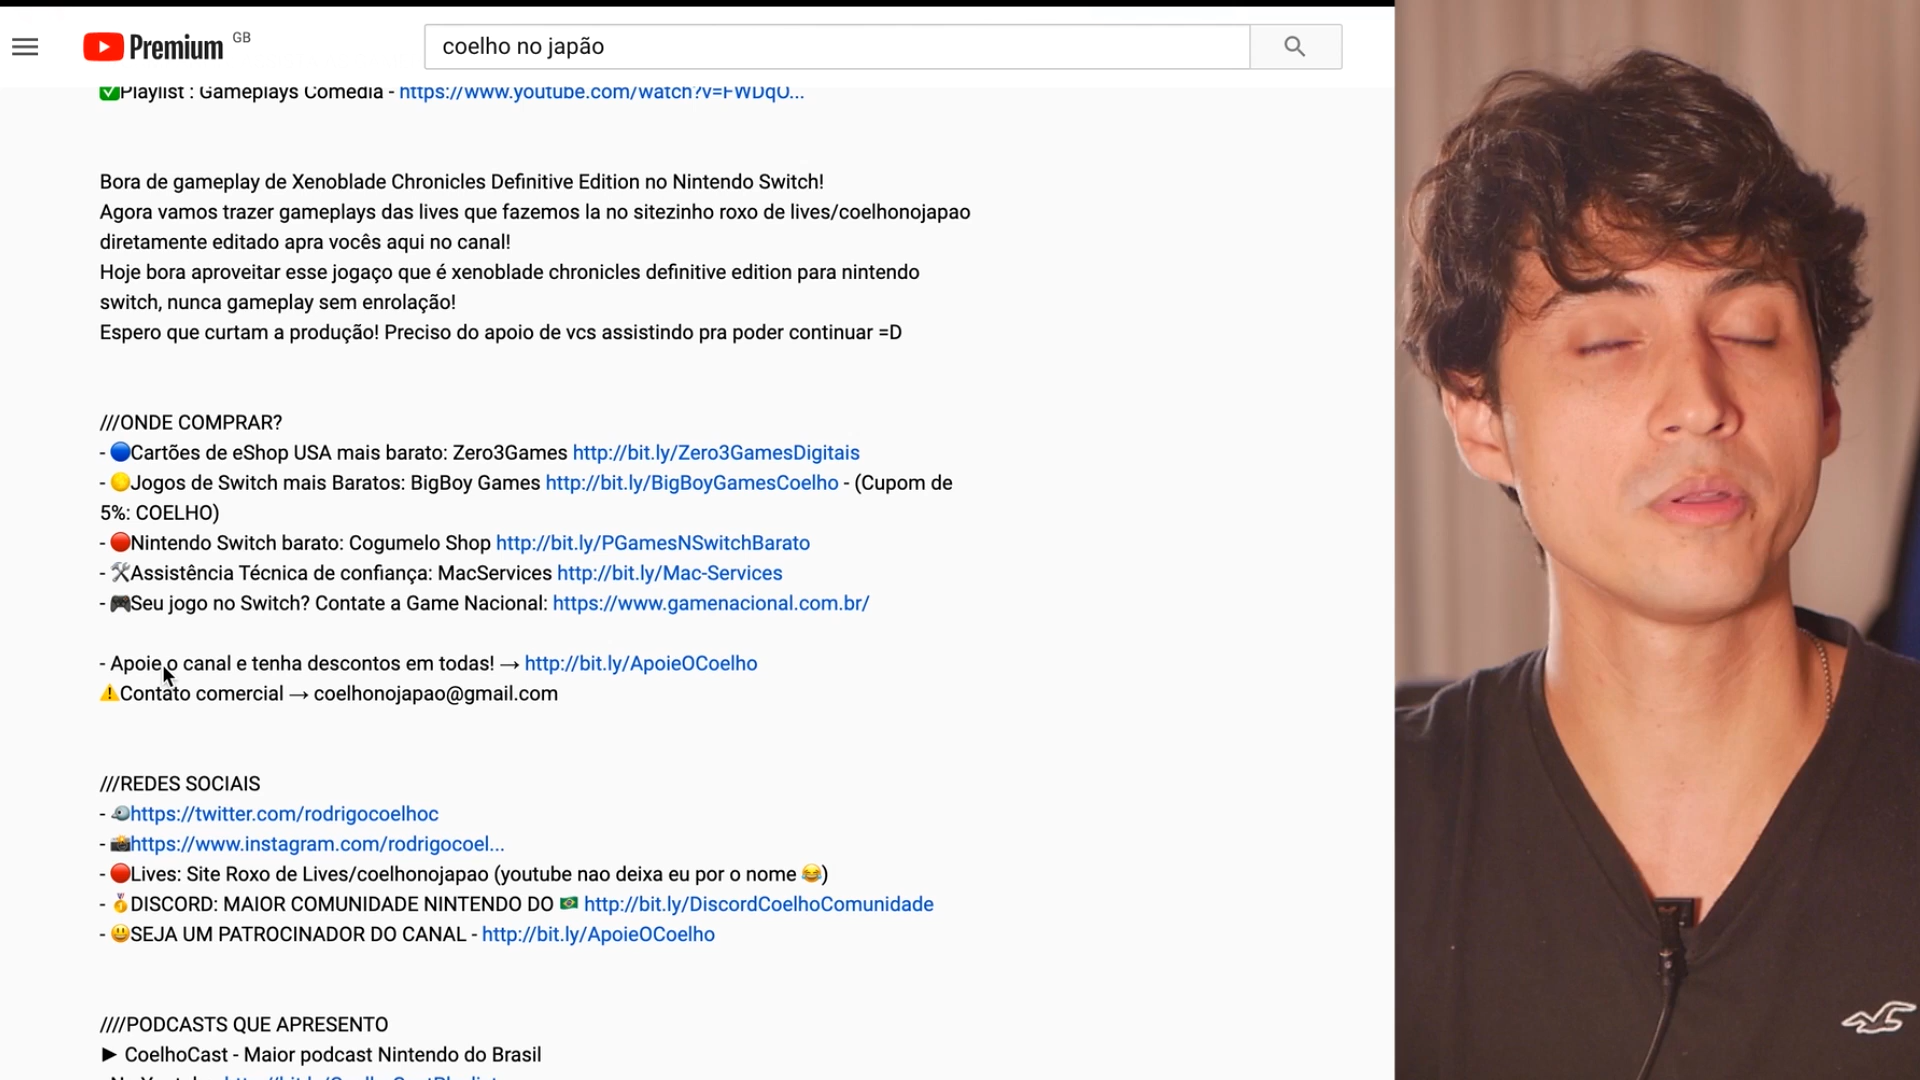 Premium GB
coelho no japão
✅Playlist : Gameplays Comédia - https://www.youtube.com/watch?v=FWDqO...
Bora de gameplay de Xenoblade Chronicles Definitive Edition no Nintendo Switch!
Agora vamos trazer gameplays das lives que fazemos la no sitezinho roxo de lives/coelhonojapao
diretamente editado apra vocês aqui no canal!
Hoje bora aproveitar esse jogaço que é xenoblade chronicles definitive edition para nintendo
switch, nunca gameplay sem enrolação!
Espero que curtam a produção! Preciso do apoio de vcs assistindo pra poder continuar =D
///ONDE COMPRAR?
- 🔵Cartões de eShop USA mais barato: Zero3Games http://bit.ly/Zero3GamesDigitais
- 🟡Jogos de Switch mais Baratos: BigBoy Games http://bit.ly/BigBoyGamesCoelho - (Cupom de
5%: COELHO)
- 🔴Nintendo Switch barato: Cogumelo Shop http://bit.ly/PGamesNSwitchBarato
- 🛠Assistência Técnica de confiança: MacServices http://bit.ly/Mac-Services
- 🎮Seu jogo no Switch? Contate a Game Nacional: https://www.gamenacional.com.br/
- Apoie o canal e tenha descontos em todas! → http://bit.ly/ApoieOCoelho
⚠️Contato comercial → coelhonojapao@gmail.com
///REDES SOCIAIS
- 🐦https://twitter.com/rodrigocoelhoc
- 📸https://www.instagram.com/rodrigocoel...
- 🔴Lives: Site Roxo de Lives/coelhonojapao (youtube nao deixa eu por o nome 😂)
- 🥇DISCORD: MAIOR COMUNIDADE NINTENDO DO 🇧🇷 http://bit.ly/DiscordCoelhoComunidade
- 😃SEJA UM PATROCINADOR DO CANAL - http://bit.ly/ApoieOCoelho
////PODCASTS QUE APRESENTO
► CoelhoCast - Maior podcast Nintendo do Brasil